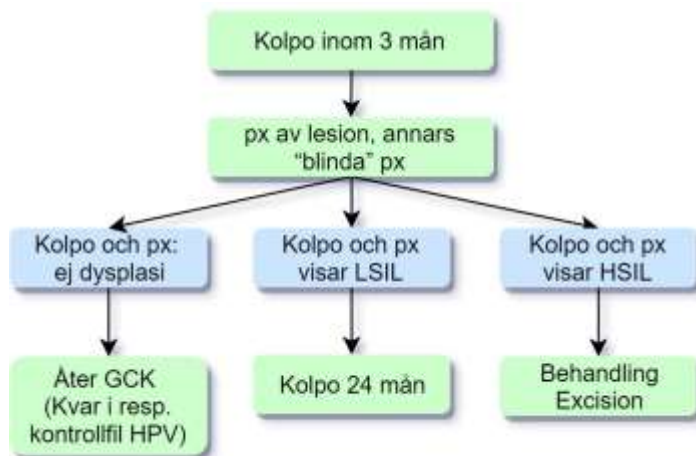 Kolpo inom 3 mån
px av lesion, annars
“blinda” px
Kolpo och px:
ej dysplasi
Kolpo och px
visar LSIL
Kolpo och px
visar HSIL
Åter GCK
(Kvar i resp.
kontrollfil HPV)
Kolpo 24 mån
Behandling
Excision